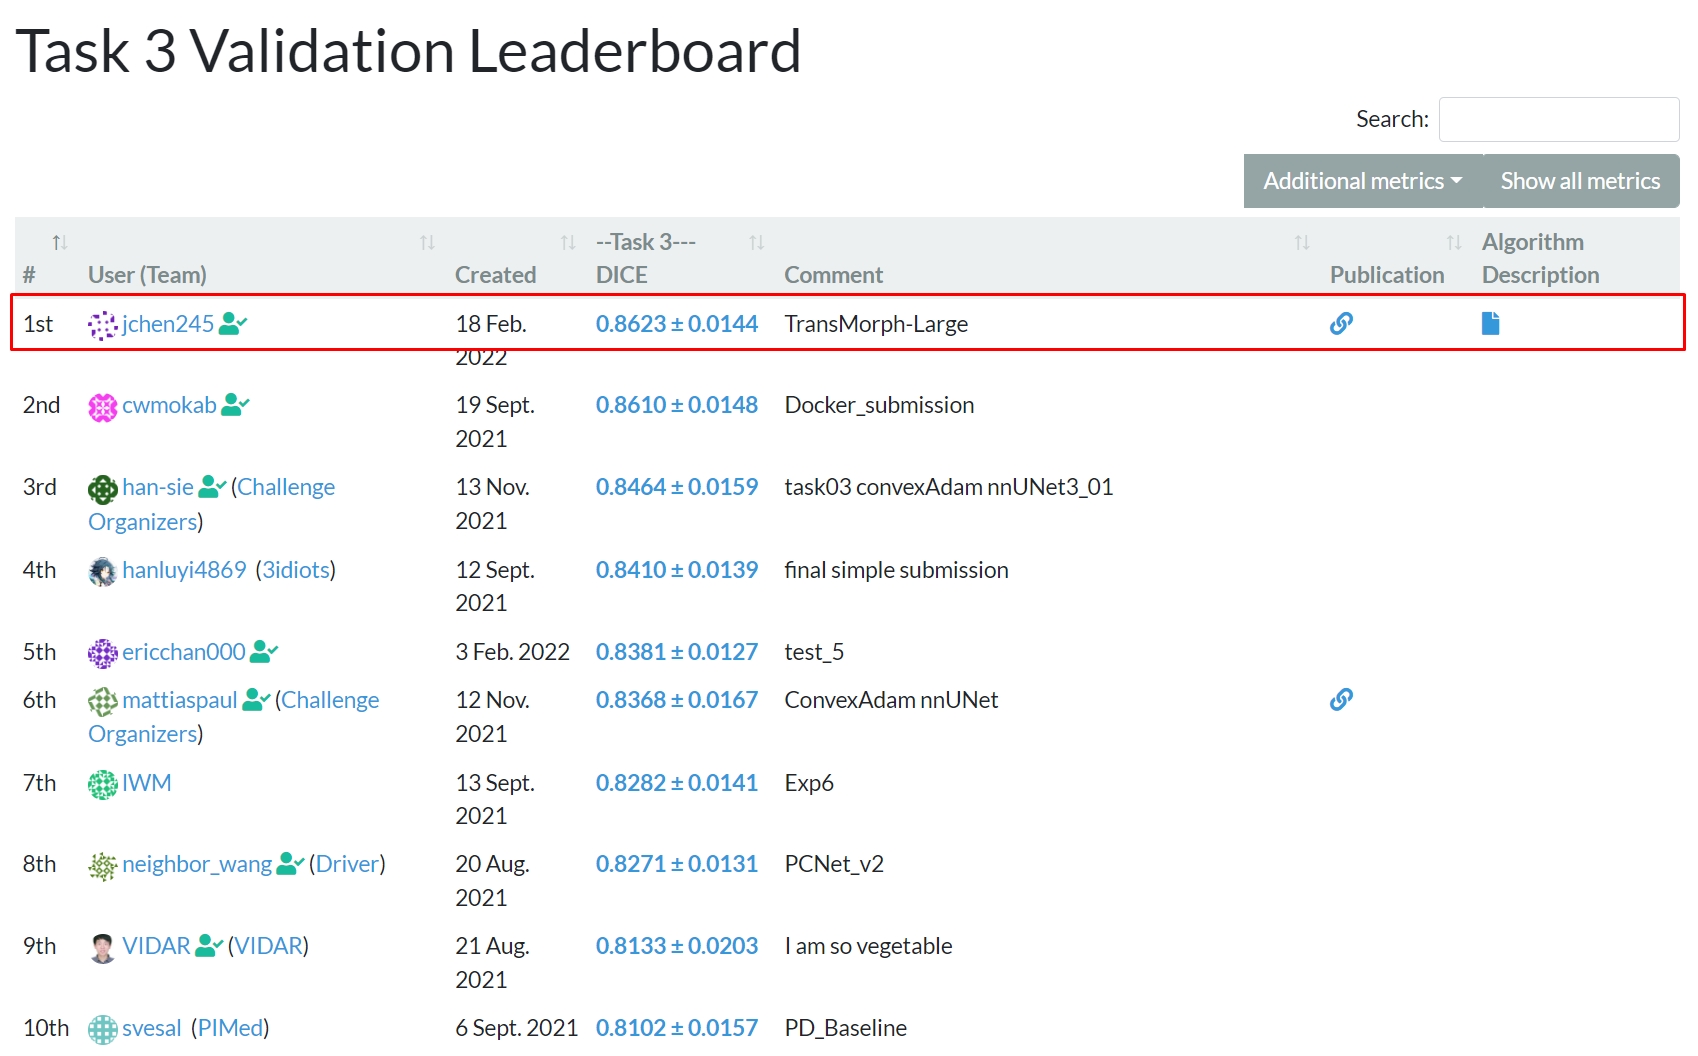 Task 3 Validation Leaderboard
Search:
Additional metrics Show all metrics
--Task 3--- Algorithm
# User (Team) Created DICE Comment Publication Description
1st jchen245 18 Feb. 0.8623 ± 0.0144 TransMorph-Large
2022
2nd cwmokab 19 Sept. 0.8610 ± 0.0148 Docker_submission
2021
3rd han-sie (Challenge 13 Nov. 0.8464 ± 0.0159 task03 convexAdam nnUNet3_01
Organizers) 2021
4th hanluyi4869 (3idiots) 12 Sept. 0.8410 ± 0.0139 final simple submission
2021
5th ericchan000 3 Feb. 2022 0.8381 ± 0.0127 test_5
6th mattiaspaul (Challenge 12 Nov. 0.8368 ± 0.0167 ConvexAdam nnUNet
Organizers) 2021
7th IWM 13 Sept. 0.8282 ± 0.0141 Exp6
2021
8th neighbor_wang (Driver) 20 Aug. 0.8271 ± 0.0131 PCNet_v2
2021
9th VIDAR (VIDAR) 21 Aug. 0.8133 ± 0.0203 I am so vegetable
2021
10th svesal (PIMed) 6 Sept. 2021 0.8102 ± 0.0157 PD_Baseline